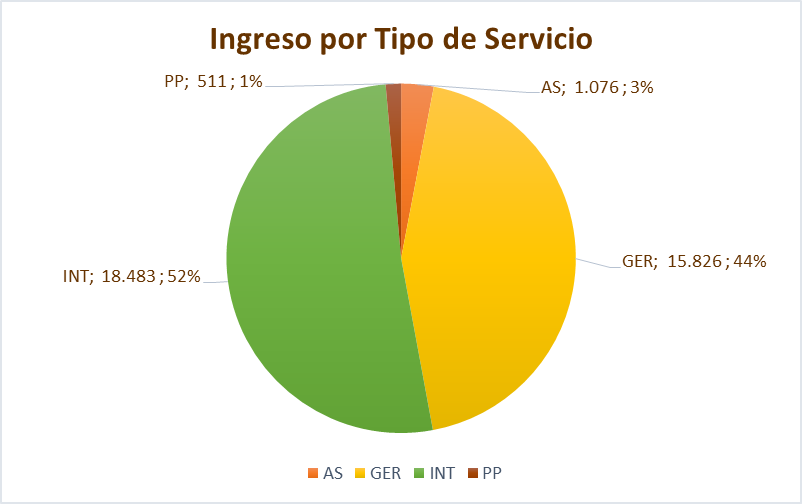 Ingreso por Tipo de Servicio
PP; 511 ; 1%
AS; 1.076 ; 3%
GER; 15.826 ; 44%
INT; 18.483 ; 52%
AS GER INT PP